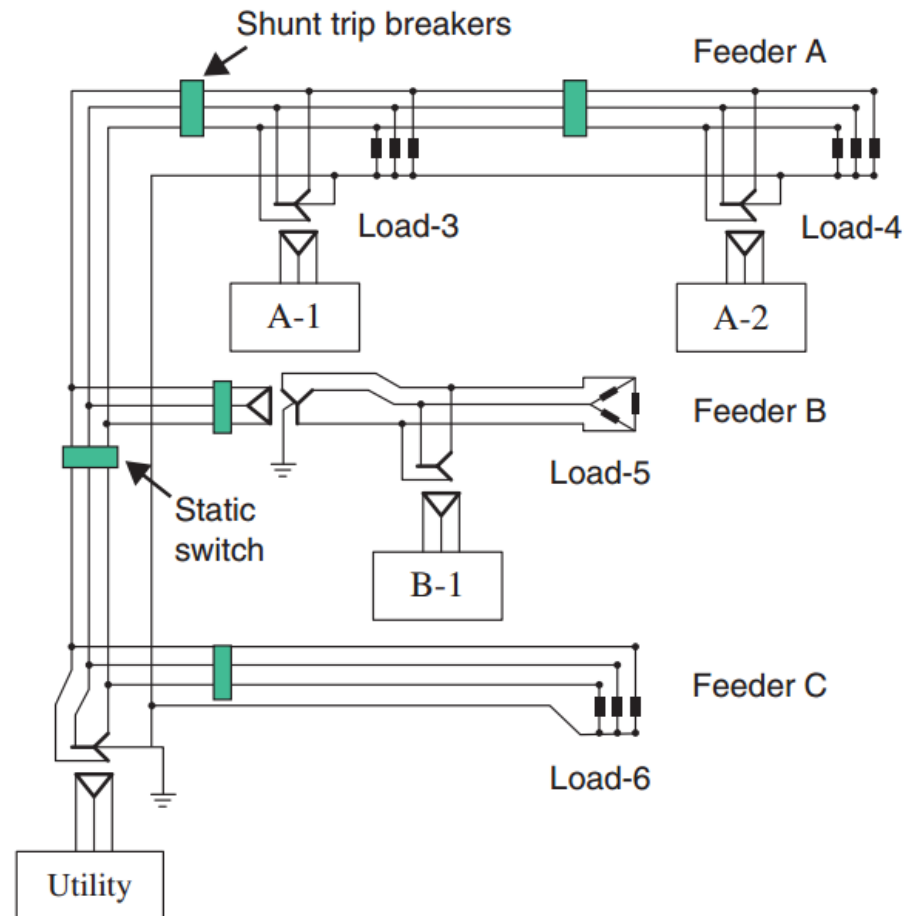 Shunt trip breakers
Feeder A
Load-3
Load-4
A-1
A-2
Feeder B
Load-5
Static
switch
B-1
Feeder C
Load-6
Utility